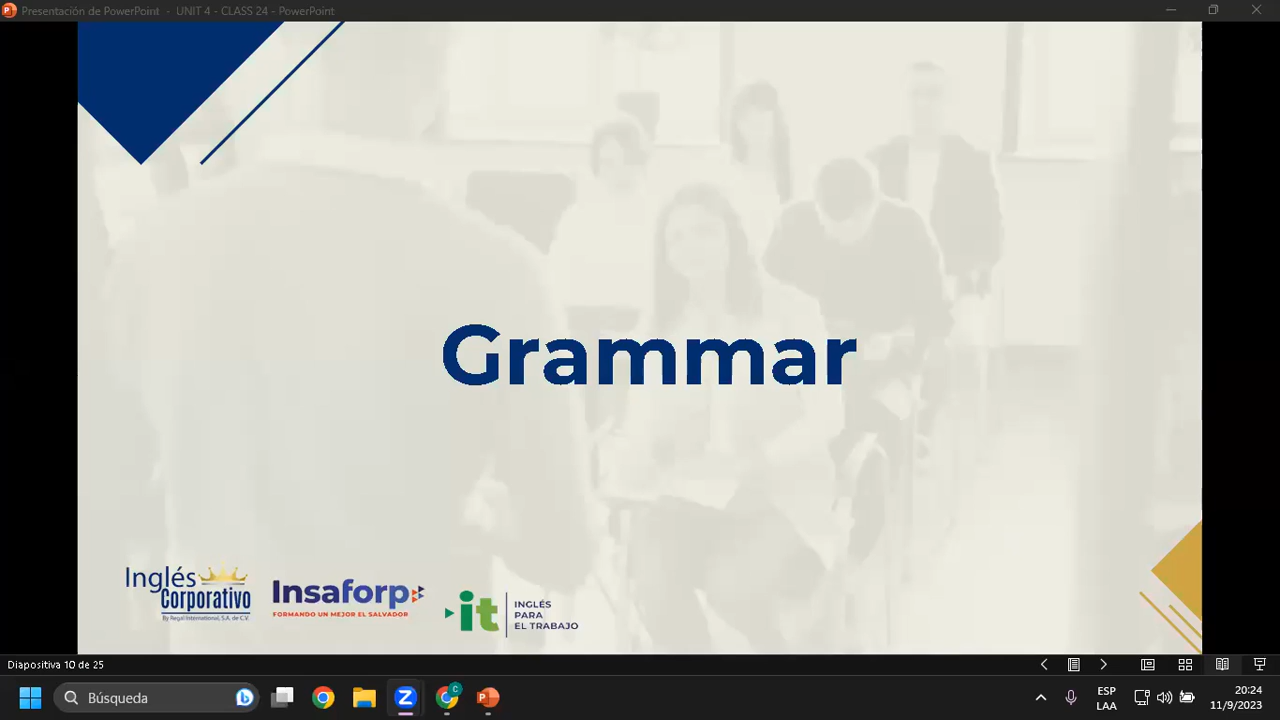 Presentación de PowerPoint - UNIT 4 - CLASS 24 - PowerPoint
Grammar
Inglés
Corporativo
By Regal International, S.A. de C.V.
Insaforp
FORMANDO UN MEJOR EL SALVADOR
it
INGLÉS
PARA
EL TRABAJO
Diapositiva 10 de 25
Búsqueda
ESP
LAA
20:24
11/9/2023